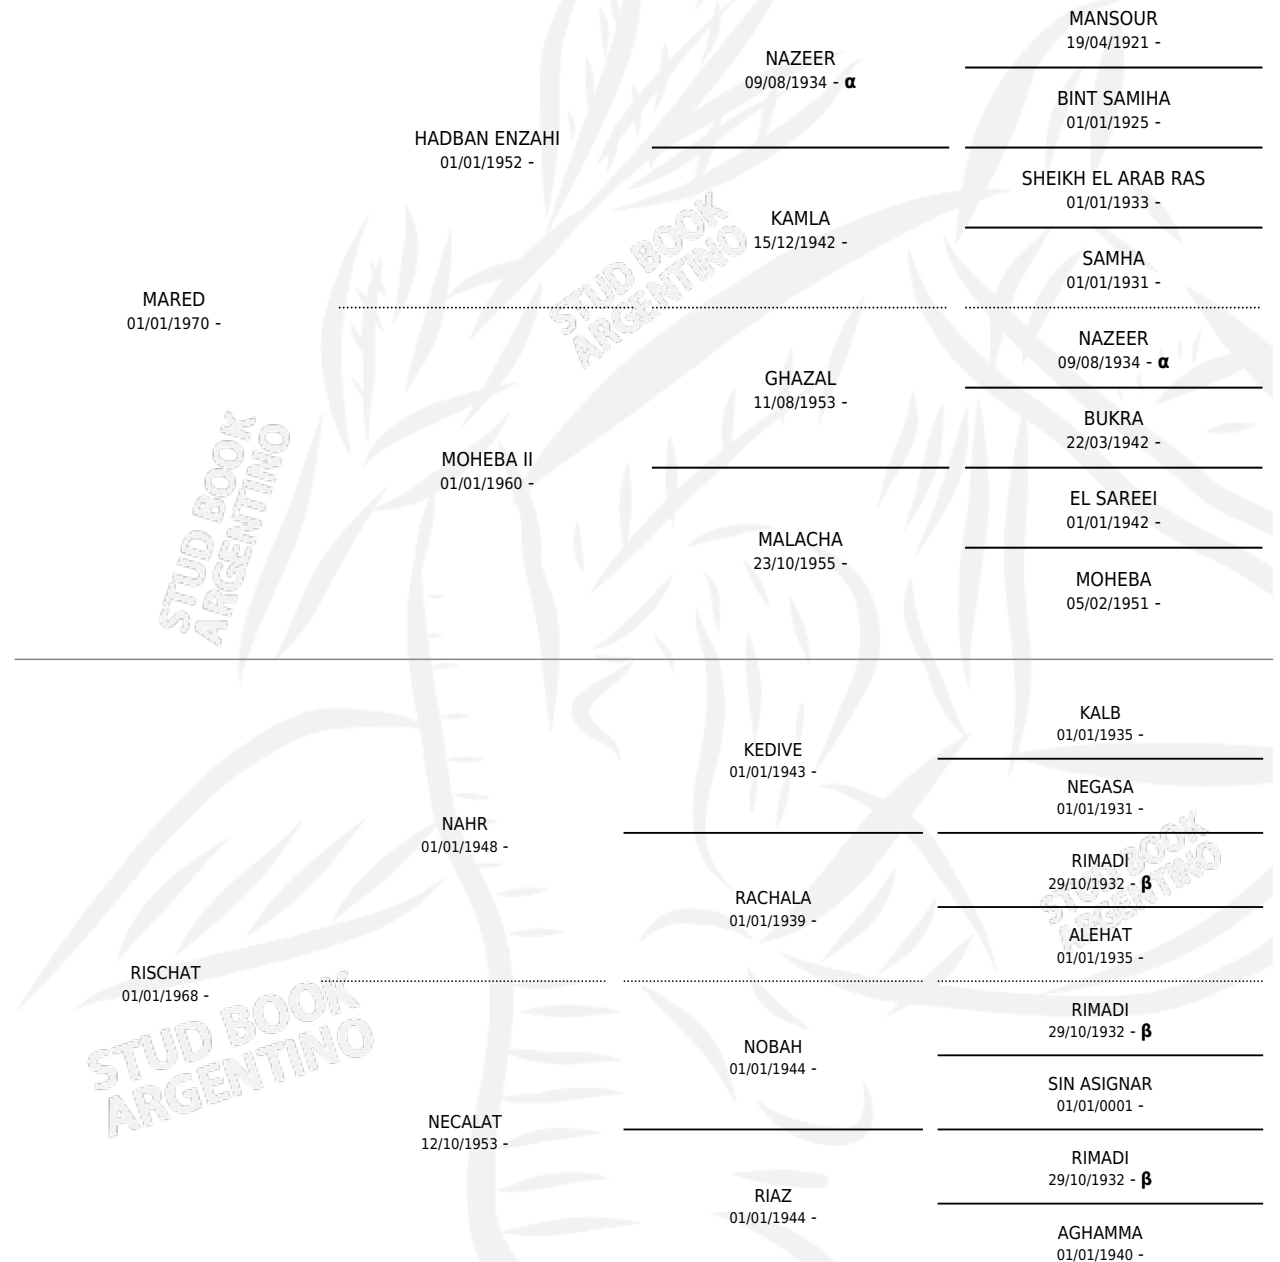 MARED
01/01/1970 -
HADBAN ENZAHI
01/01/1952 -
MOHEBA II
01/01/1960 -
NAZEER
09/08/1934 - α
KAMLA
15/12/1942 -
GHAZAL
11/08/1953 -
MALACHA
23/10/1955 -
MANSOUR
19/04/1921 -
BINT SAMIHA
01/01/1925 -
SHEIKH EL ARAB RAS
01/01/1933 -
SAMHA
01/01/1931 -
NAZEER
09/08/1934 - α
BUKRA
22/03/1942 -
EL SAREEI
01/01/1942 -
MOHEBA
05/02/1951 -
STUD BOOK
ARGENTINO
STUD BOOK
ARGENTINO
RISCHAT
01/01/1968 -
NAHR
01/01/1948 -
NECALAT
12/10/1953 -
KEDIVE
01/01/1943 -
RACHALA
01/01/1939 -
NOBAH
01/01/1944 -
RIAZ
01/01/1944 -
KALB
01/01/1935 -
NEGASA
01/01/1931 -
RIMADI
29/10/1932 - β
ALEHAT
01/01/1935 -
RIMADI
29/10/1932 - β
SIN ASIGNAR
01/01/0001 -
RIMADI
29/10/1932 - β
AGHAMMA
01/01/1940 -
STUD BOOK
ARGENTINO
STUD BOOK
ARGENTINO